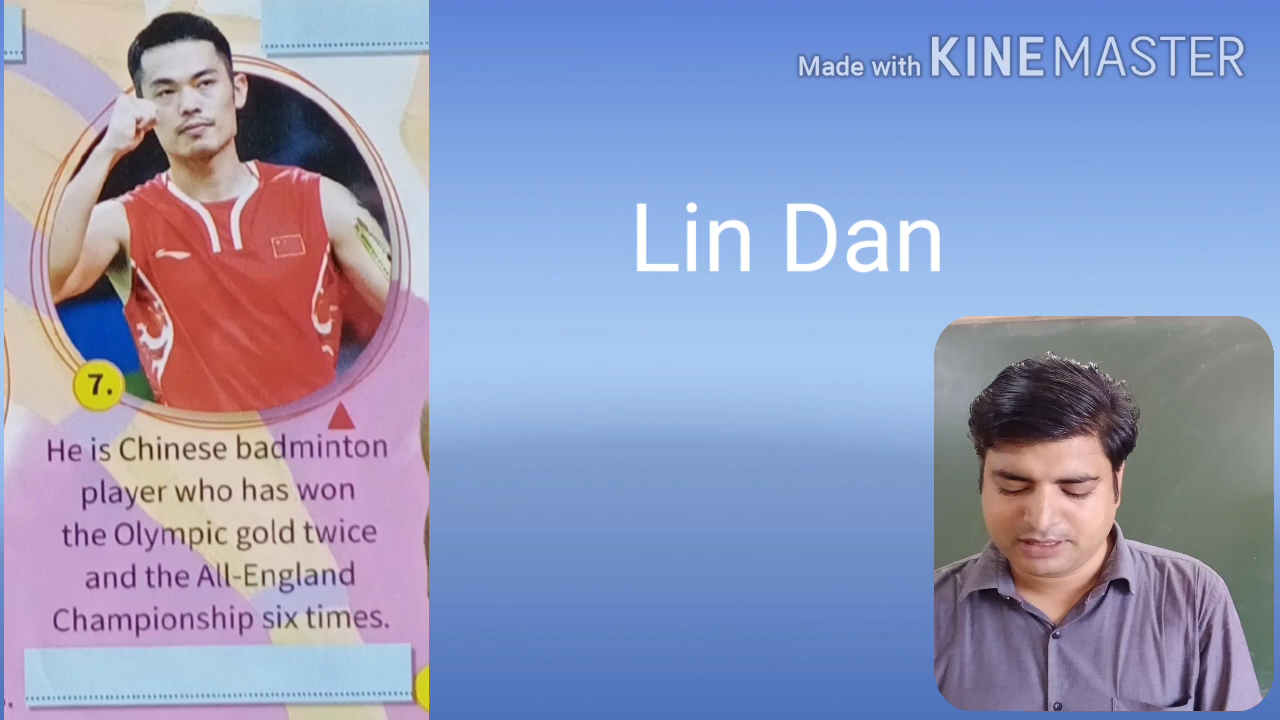 Made with KINEMASTER
Lin Dan
7.
He is Chinese badminton
player who has won
the Olympic gold twice
and the All-England
Championship six times.